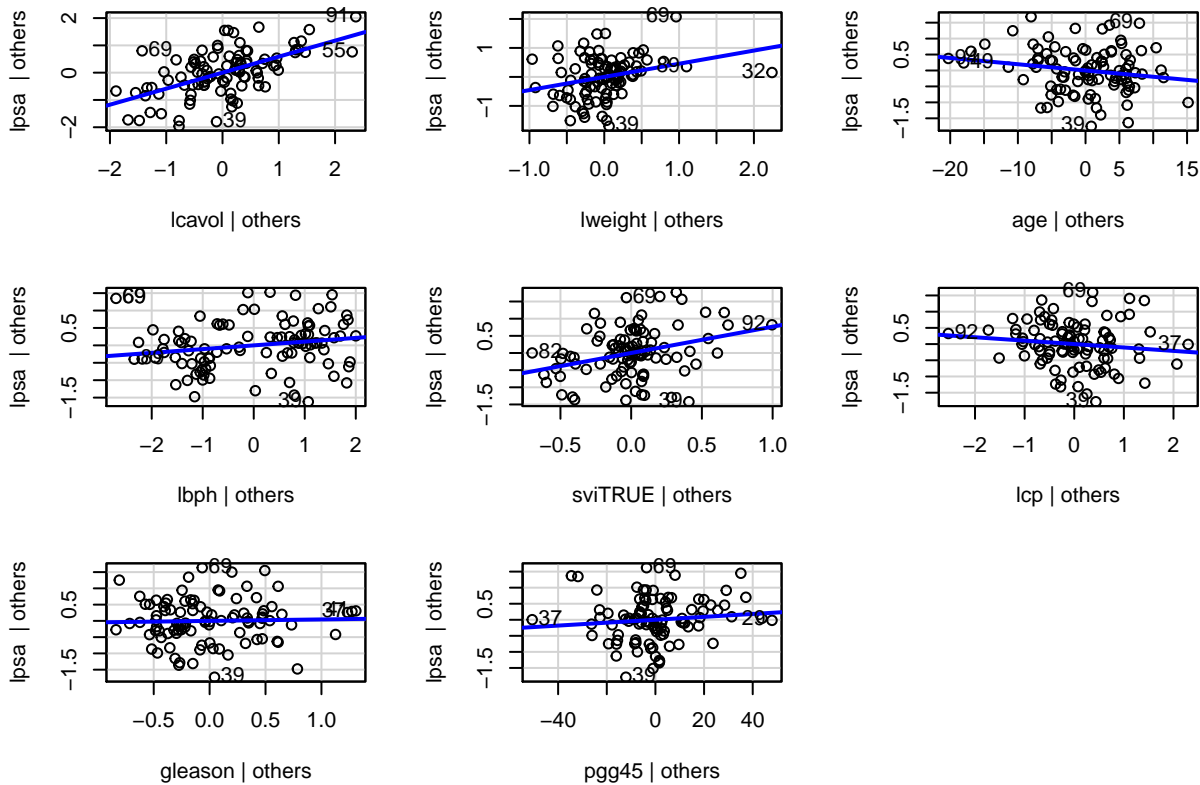 lpsa | others
−2 0 1 2
91
69
55
39
−2 −1 0 1 2
lcavol | others
lpsa | others
−1 1
69
32
39
−1.0 0.0 1.0 2.0
lweight | others
lpsa | others
−1.5 0.5
69
39
−20 −10 0 5 15
age | others
lpsa | others
−1.5 0.5
69
39
−2 −1 0 1 2
lbph | others
lpsa | others
−1.5 0.5
69
92
82
39
−0.5 0.0 0.5 1.0
sviTRUE | others
lpsa | others
−1.5 0.5
69
92
37
39
−2 −1 0 1 2
lcp | others
lpsa | others
−1.5 0.5
69
37
39
−0.5 0.0 0.5 1.0
gleason | others
lpsa | others
−1.5 0.5
69
37
29
39
−40 0 20 40
pgg45 | others